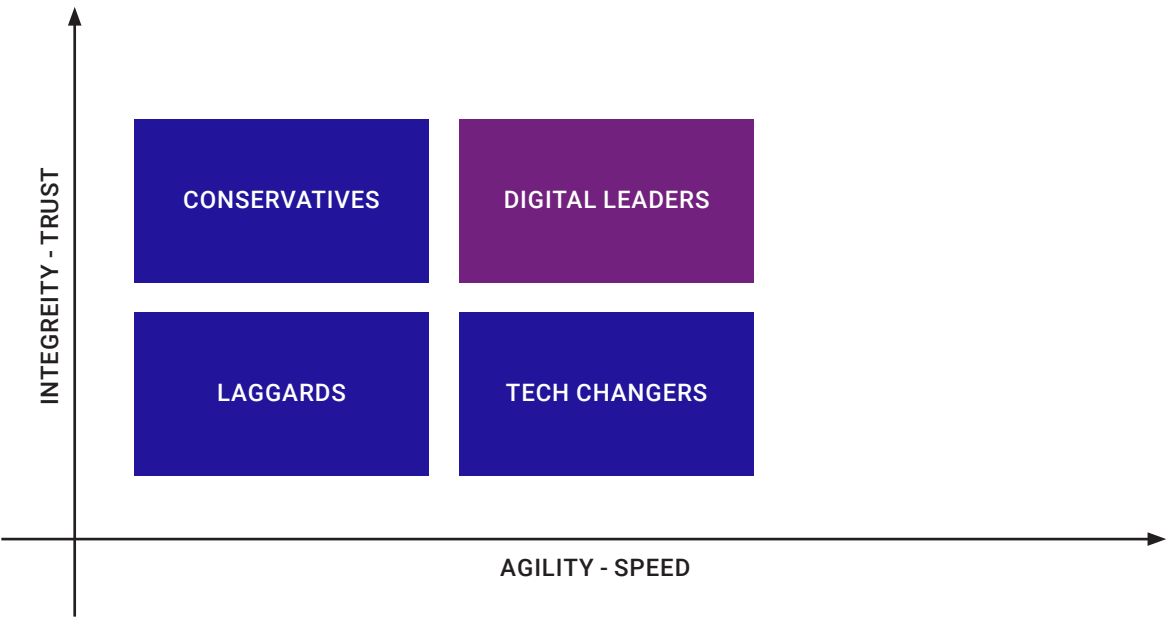 INTEGREITY - TRUST
CONSERVATIVES
DIGITAL LEADERS
LAGGARDS
TECH CHANGERS
AGILITY - SPEED